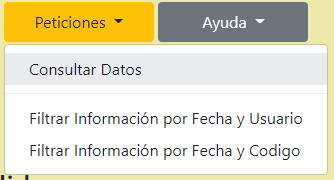 Peticiones
Ayuda
Consultar Datos
Filtrar Información por Fecha y Usuario
Filtrar Información por Fecha y Codigo